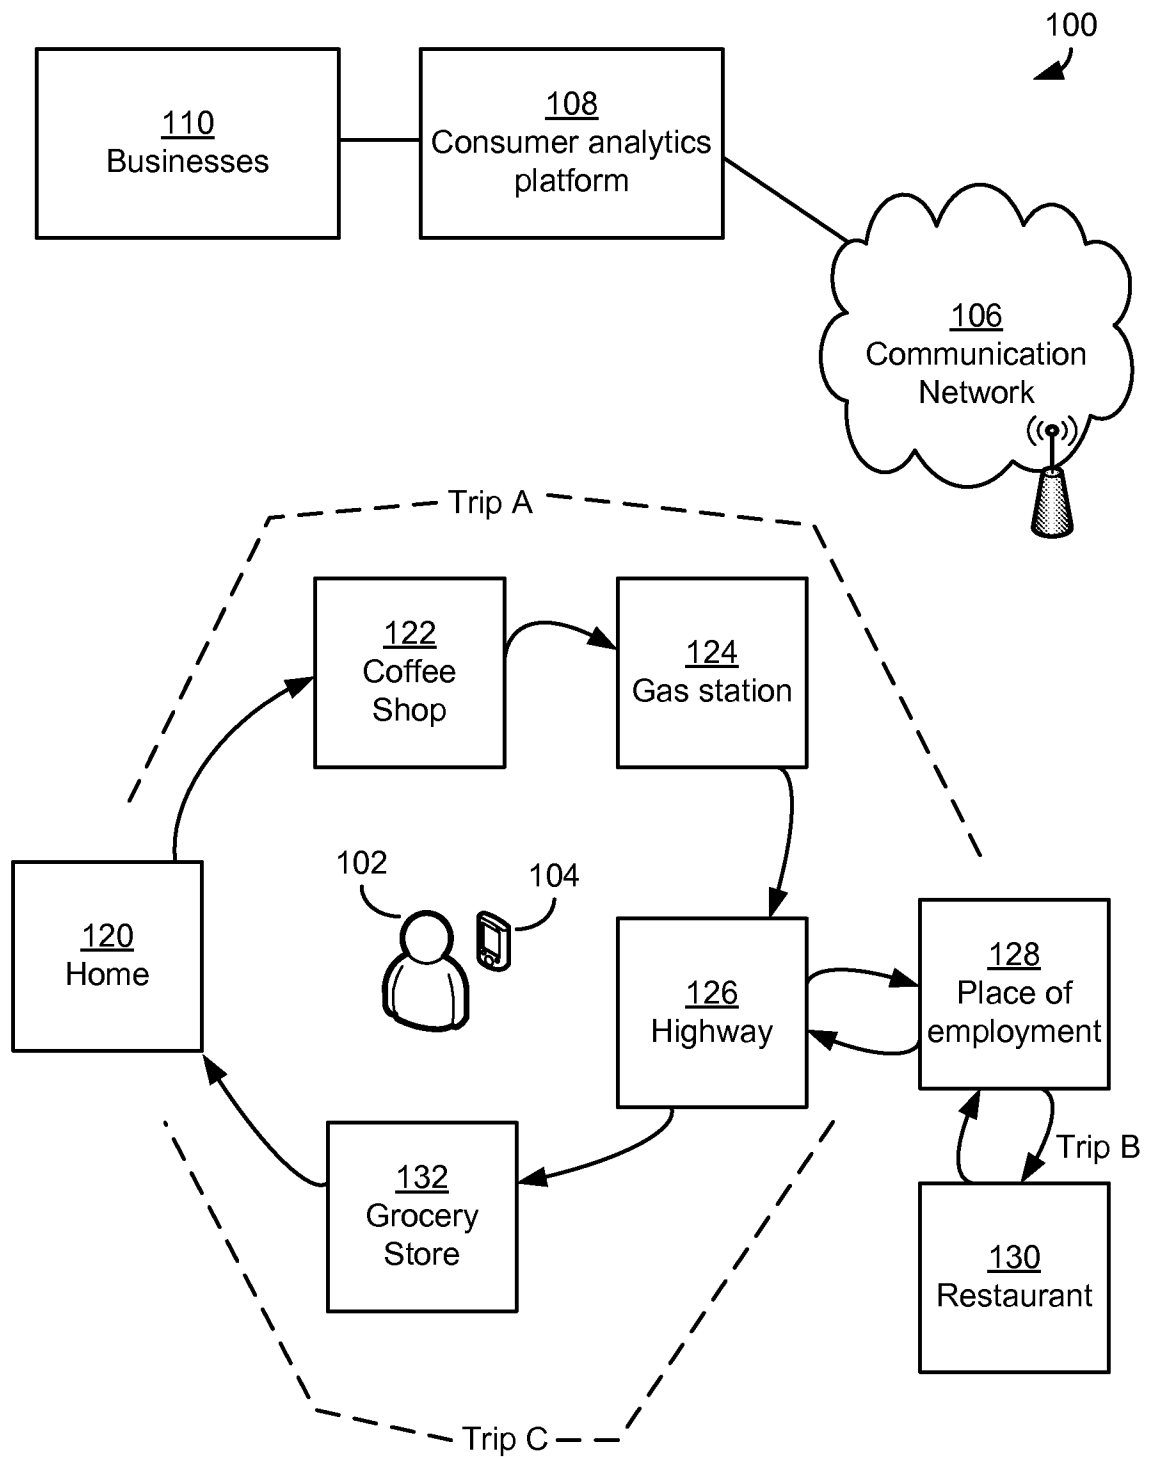 100
110
Businesses
108
Consumer analytics
platform
106
Communication
Network
Trip A
122
Coffee
Shop
124
Gas station
102
104
120
Home
126
Highway
128
Place of
employment
Trip B
132
Grocery
Store
130
Restaurant
Trip C